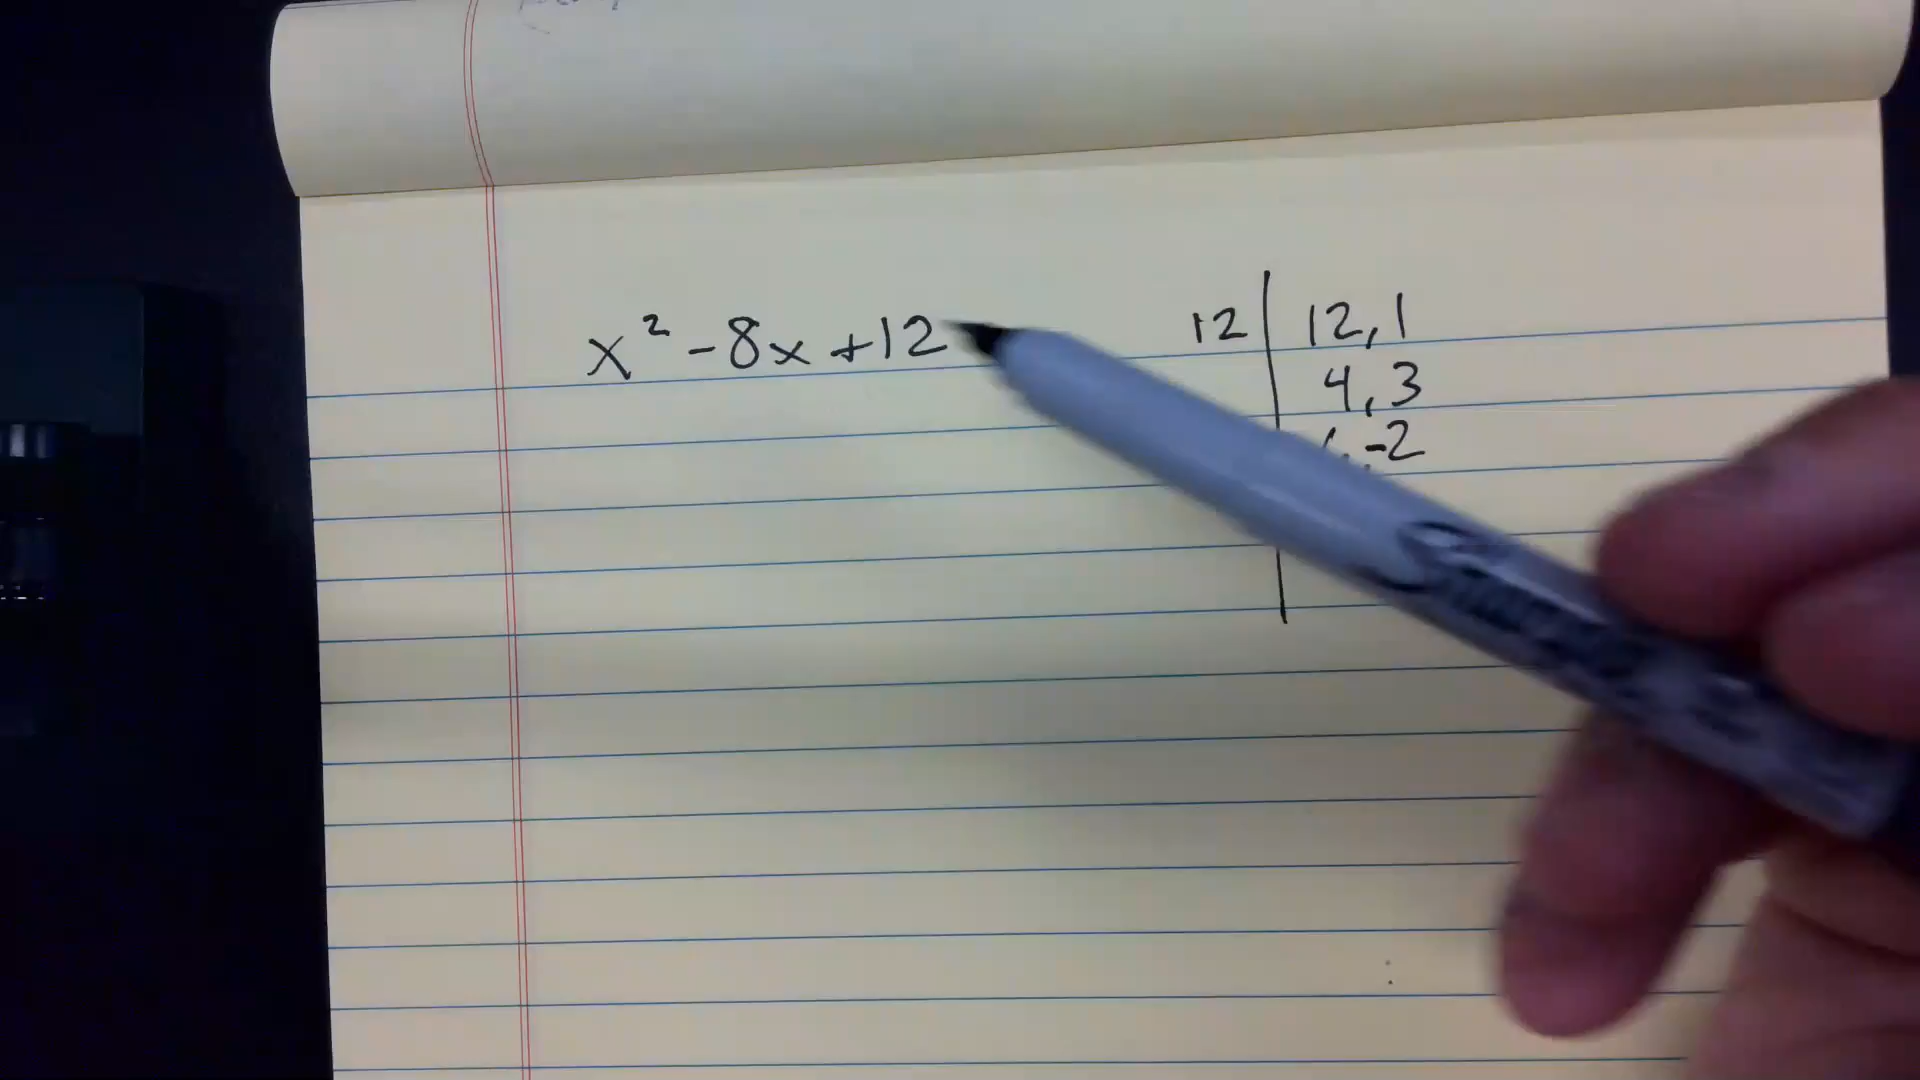 x² -8x +12
12 | 12, 1
4, 3
, -2